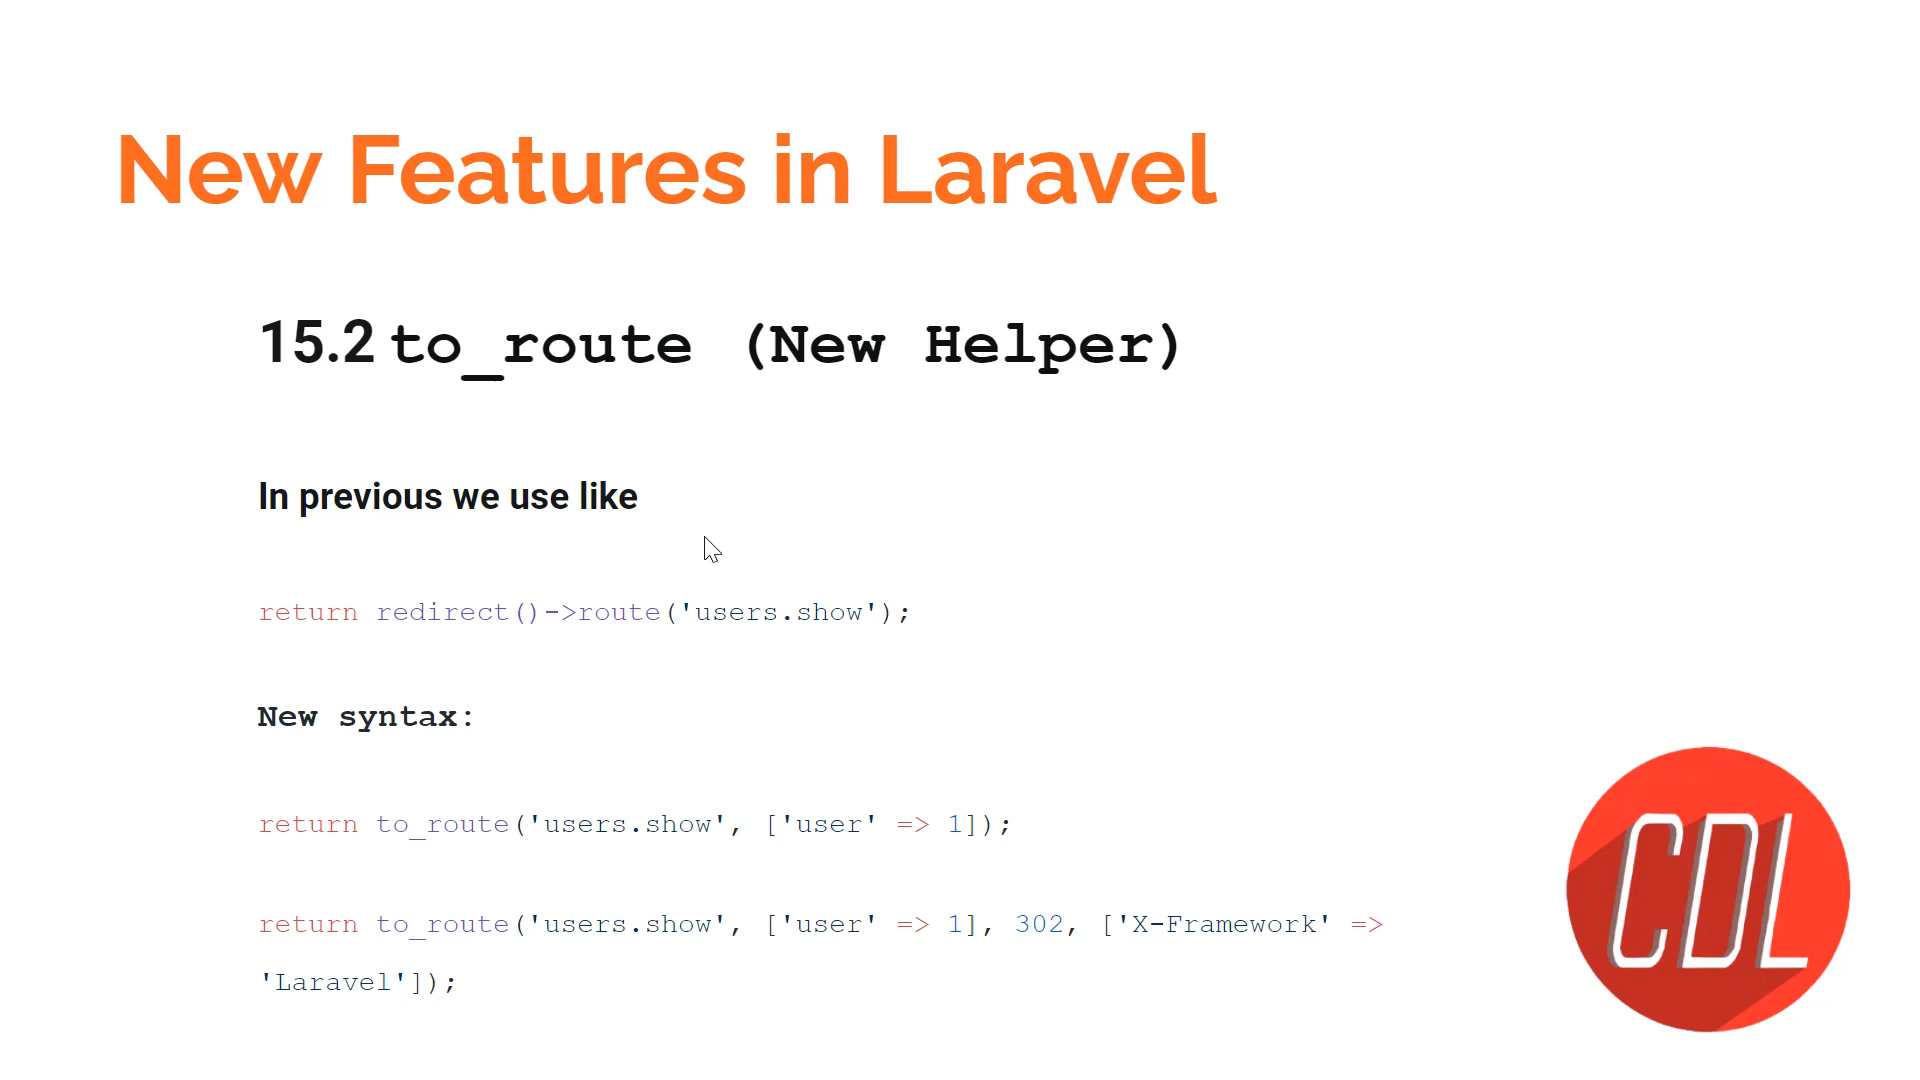 New Features in Laravel
15.2 to_route (New Helper)
In previous we use like
return redirect()->route('users.show');
New syntax:
return to_route('users.show', ['user' => 1]);
return to_route('users.show', ['user' => 1], 302, ['X-Framework' =>
'Laravel']);
CDL